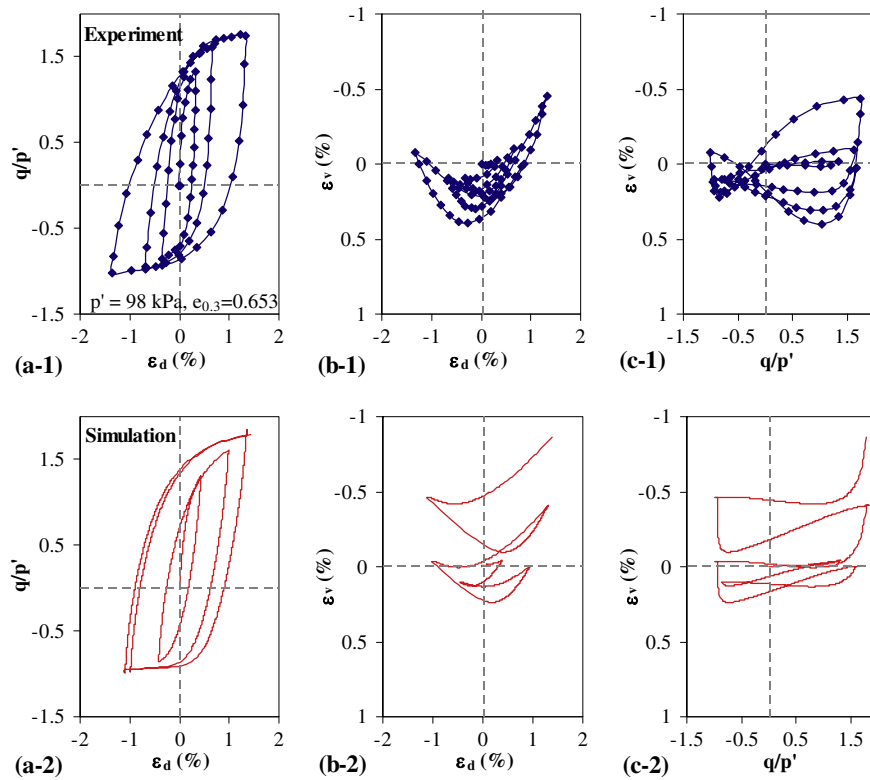 Experiment
1.5
0.5
-0.5
-1.5
q/p'
p' = 98 kPa, e0.3=0.653
-2
-1
0
1
2
εd (%)
(a-1)
-1
-0.5
0
0.5
1
εv (%)
-2
-1
0
1
2
εd (%)
(b-1)
-1
-0.5
0
0.5
1
εv (%)
-1.5
-0.5
0.5
1.5
q/p'
(c-1)
Simulation
1.5
0.5
-0.5
-1.5
q/p'
-2
-1
0
1
2
εd (%)
(a-2)
-1
-0.5
0
0.5
1
εv (%)
-2
-1
0
1
2
εd (%)
(b-2)
-1
-0.5
0
0.5
1
εv (%)
-1.5
-0.5
0.5
1.5
q/p'
(c-2)